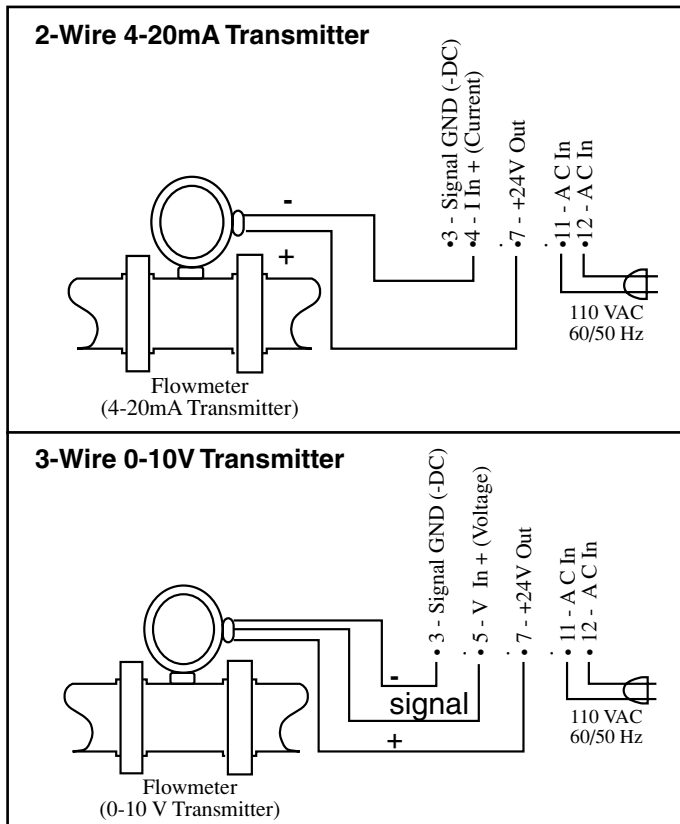 2-Wire 4-20mA Transmitter
3 - Signal GND (-DC)
4 - I In + (Current)
7 - +24V Out
11 - A C In
12 - A C In
-
+
110 VAC
60/50 Hz
Flowmeter
(4-20mA Transmitter)
3-Wire 0-10V Transmitter
3 - Signal GND (-DC)
5 - V In + (Voltage)
7 - +24V Out
11 - A C In
12 - A C In
-
signal
+
110 VAC
60/50 Hz
Flowmeter
(0-10 V Transmitter)